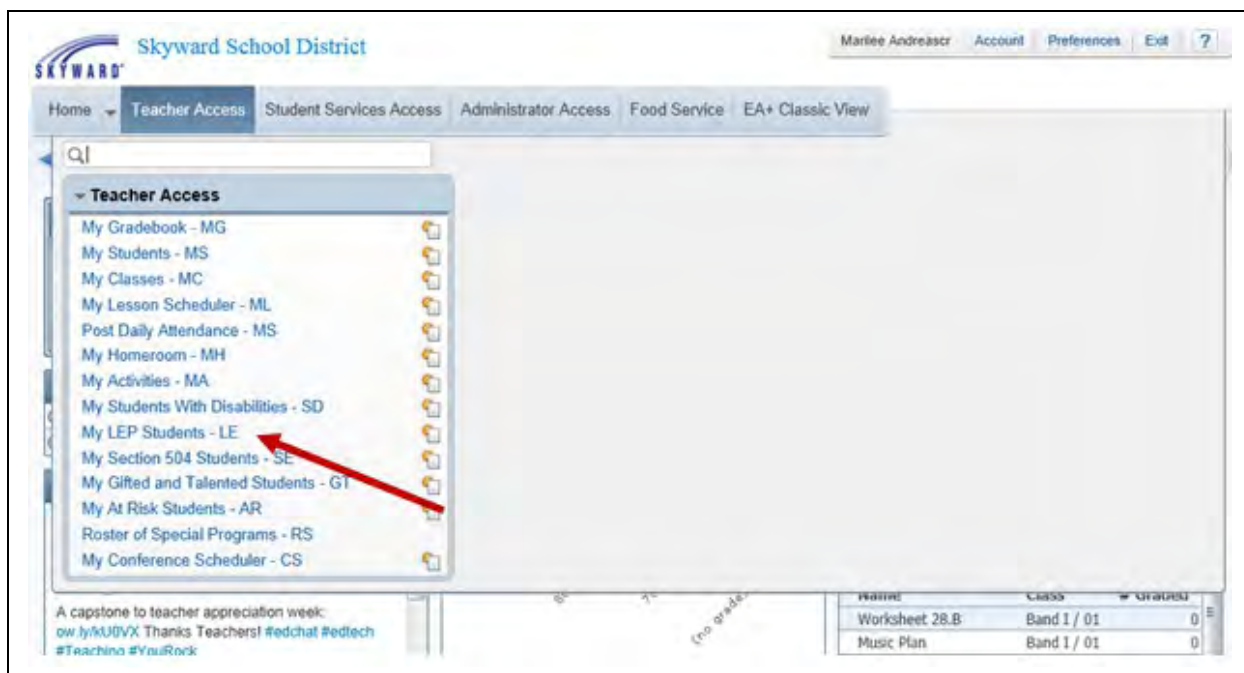 SKYWARD®
Skyward School District
Account Preferences Exit ?
Home Teacher Access Student Services Access Administrator Access Food Service EA+ Classic View
Teacher Access
My Gradebook - MG
My Students - MS
My Classes - MC
My Lesson Scheduler - ML
Post Daily Attendance - MS
My Homeroom - MH
My Activities - MA
My Students With Disabilities - SD
My LEP Students - LE
My Section 504 Students - SE
My Gifted and Talented Students - GT
My At Risk Students - AR
Roster of Special Programs - RS
My Conference Scheduler - CS
A capstone to teacher appreciation week:
ow.ly/kU0VX Thanks Teachers! #edchat #edtech
#Teaching #YouRock
(no grade)
Name Class # Graded
Worksheet 28.B Band 1 / 01 0
Music Plan Band 1 / 01 0